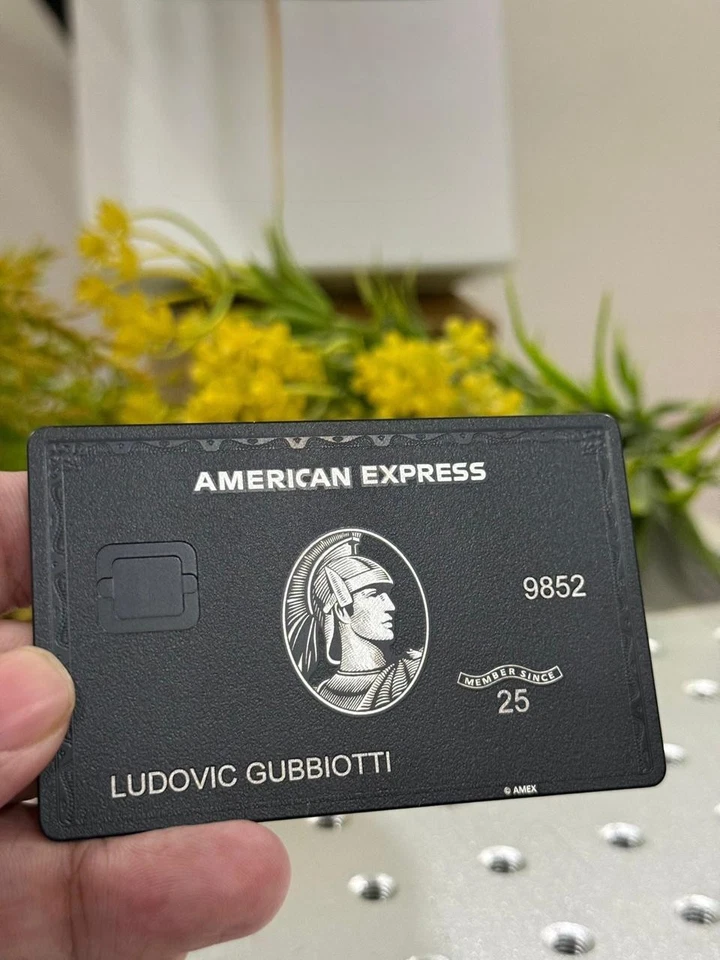 AMERICAN EXPRESS
9852
MEMBER SINCE
25
LUDOVIC GUBBIOTTI
© AMEX